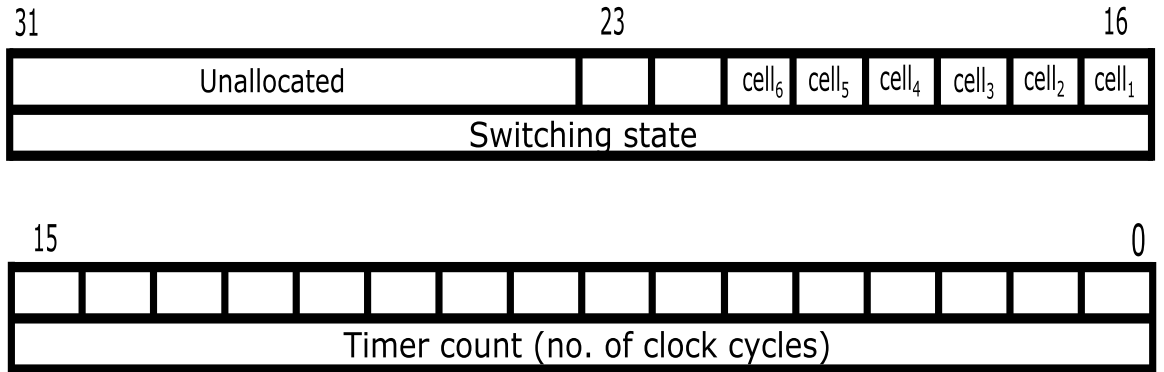 31 23 16
Unallocated cell₆ cell₅ cell₄ cell₃ cell₂ cell₁
Switching state
15 0
Timer count (no. of clock cycles)